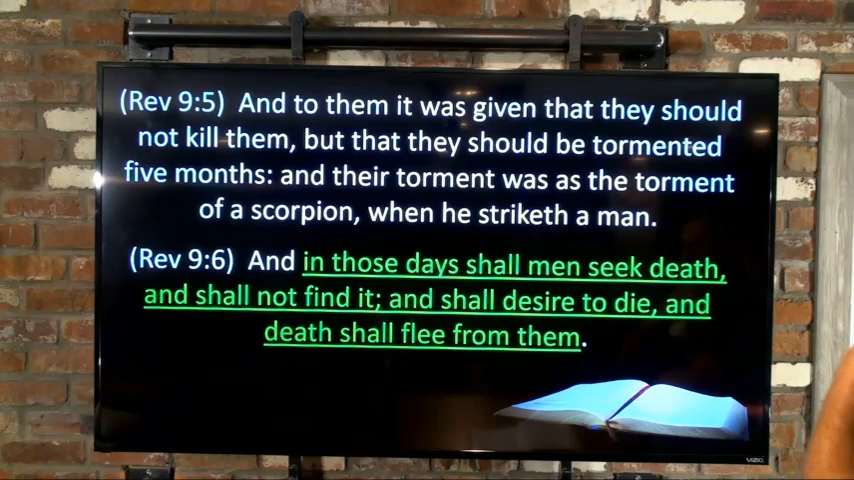 (Rev 9:5) And to them it was given that they should
not kill them, but that they should be tormented
five months: and their torment was as the torment
of a scorpion, when he striketh a man.
(Rev 9:6) And in those days shall men seek death,
and shall not find it; and shall desire to die, and
death shall flee from them.
VIZIO